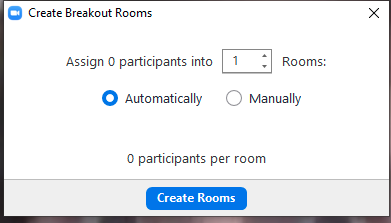 Create Breakout Rooms
Assign 0 participants into 1 Rooms:
Automatically Manually
0 participants per room
Create Rooms